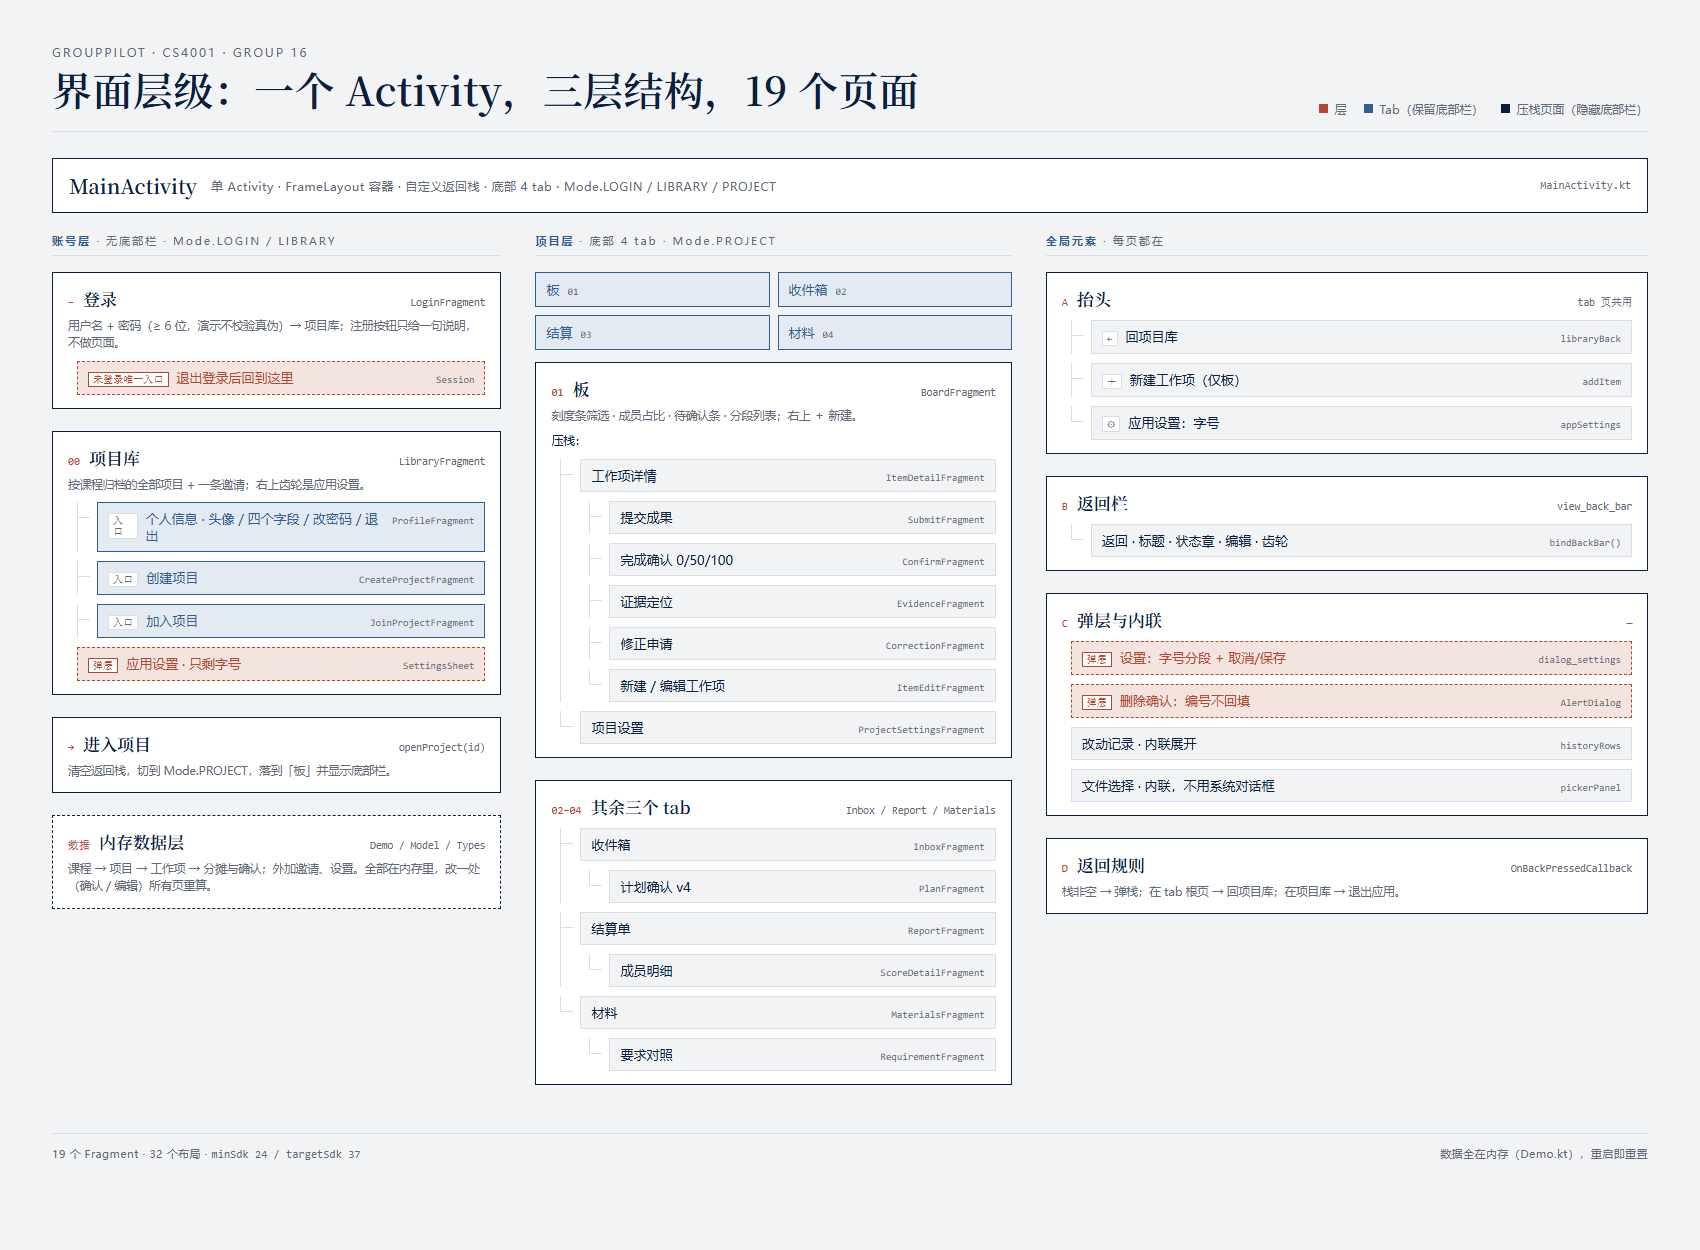 GROUPPILOT · CS4001 · GROUP 16
界面层级：一个 Activity，三层结构，19 个页面
层 Tab（保留底部栏） 压栈页面（隐藏底部栏）
MainActivity 单 Activity · FrameLayout 容器 · 自定义返回栈 · 底部 4 tab · Mode.LOGIN / LIBRARY / PROJECT MainActivity.kt
账号层 · 无底部栏 · Mode.LOGIN / LIBRARY
— 登录 LoginFragment
用户名 + 密码（≥ 6 位，演示不校验真伪）→ 项目库；注册按钮只给一句说明，
不做页面。
未登录唯一入口 退出登录后回到这里 Session
00 项目库 LibraryFragment
按课程归档的全部项目 + 一条邀请；右上齿轮是应用设置。
入口 个人信息 · 头像 / 四个字段 / 改密码 / 退 ProfileFragment
出
入口 创建项目 CreateProjectFragment
入口 加入项目 JoinProjectFragment
弹层 应用设置 · 只剩字号 SettingsSheet
→ 进入项目 openProject(id)
清空返回栈，切到 Mode.PROJECT，落到「板」并显示底部栏。
数据 内存数据层 Demo / Model / Types
课程 → 项目 → 工作项 → 分摊与确认；外加邀请、设置。全部在内存里，改一处
（确认 / 编辑）所有页重算。
项目层 · 底部 4 tab · Mode.PROJECT
板 01 收件箱 02
结算 03 材料 04
01 板 BoardFragment
刻度条筛选 · 成员占比 · 待确认条 · 分段列表；右上 + 新建。
压栈：
工作项详情 ItemDetailFragment
提交成果 SubmitFragment
完成确认 0/50/100 ConfirmFragment
证据定位 EvidenceFragment
修正申请 CorrectionFragment
新建 / 编辑工作项 ItemEditFragment
项目设置 ProjectSettingsFragment
02–04 其余三个 tab Inbox / Report / Materials
收件箱 InboxFragment
计划确认 v4 PlanFragment
结算单 ReportFragment
成员明细 ScoreDetailFragment
材料 MaterialsFragment
要求对照 RequirementFragment
全局元素 · 每页都在
A 抬头 tab 页共用
← 回项目库 libraryBack
＋ 新建工作项（仅板） addItem
⚙ 应用设置：字号 appSettings
B 返回栏 view_back_bar
返回 · 标题 · 状态章 · 编辑 · 齿轮 bindBackBar()
C 弹层与内联 —
弹层 设置：字号分段 + 取消/保存 dialog_settings
弹层 删除确认：编号不回填 AlertDialog
改动记录 · 内联展开 historyRows
文件选择 · 内联，不用系统对话框 pickerPanel
D 返回规则 OnBackPressedCallback
栈非空 → 弹栈；在 tab 根页 → 回项目库；在项目库 → 退出应用。
19 个 Fragment · 32 个布局 · minSdk 24 / targetSdk 37
数据全在内存（Demo.kt），重启即重置